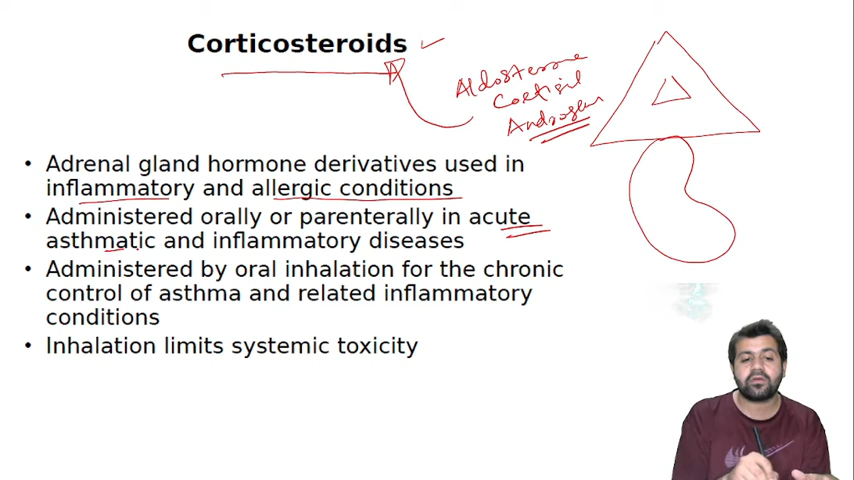 Corticosteroids
Aldosterone
Cortisil
Androgens
• Adrenal gland hormone derivatives used in
inflammatory and allergic conditions
• Administered orally or parenterally in acute
asthmatic and inflammatory diseases
• Administered by oral inhalation for the chronic
control of asthma and related inflammatory
conditions
• Inhalation limits systemic toxicity